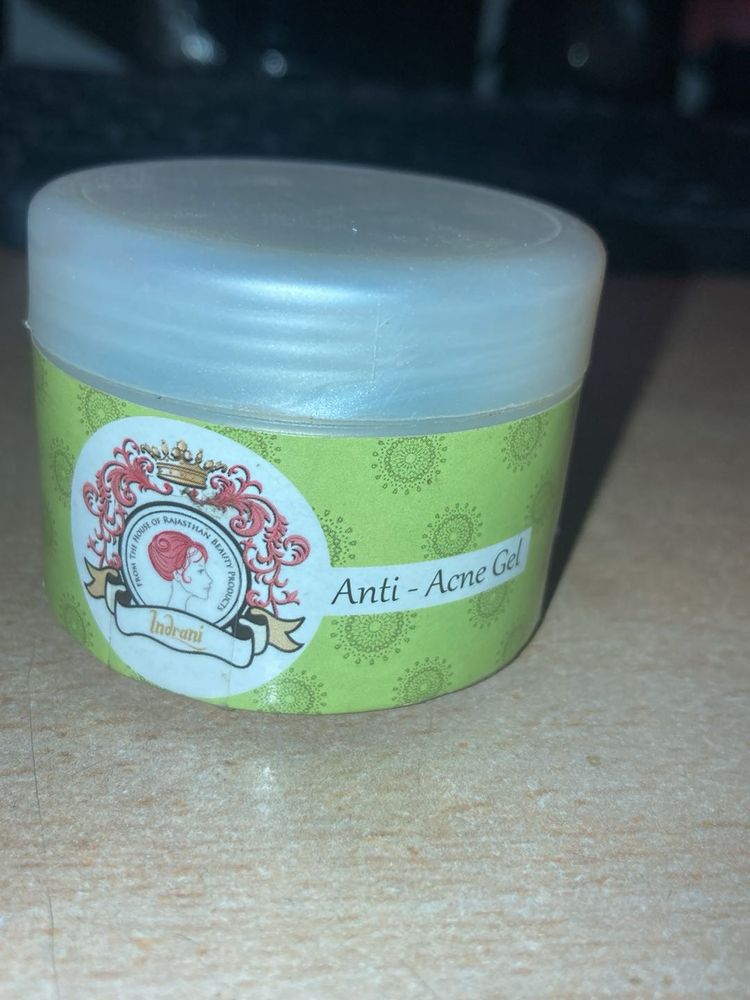 FROM THE HOUSE OF RAJASTHAN BEAUTY PRODUCTS
Indrani
Anti - Acne Gel